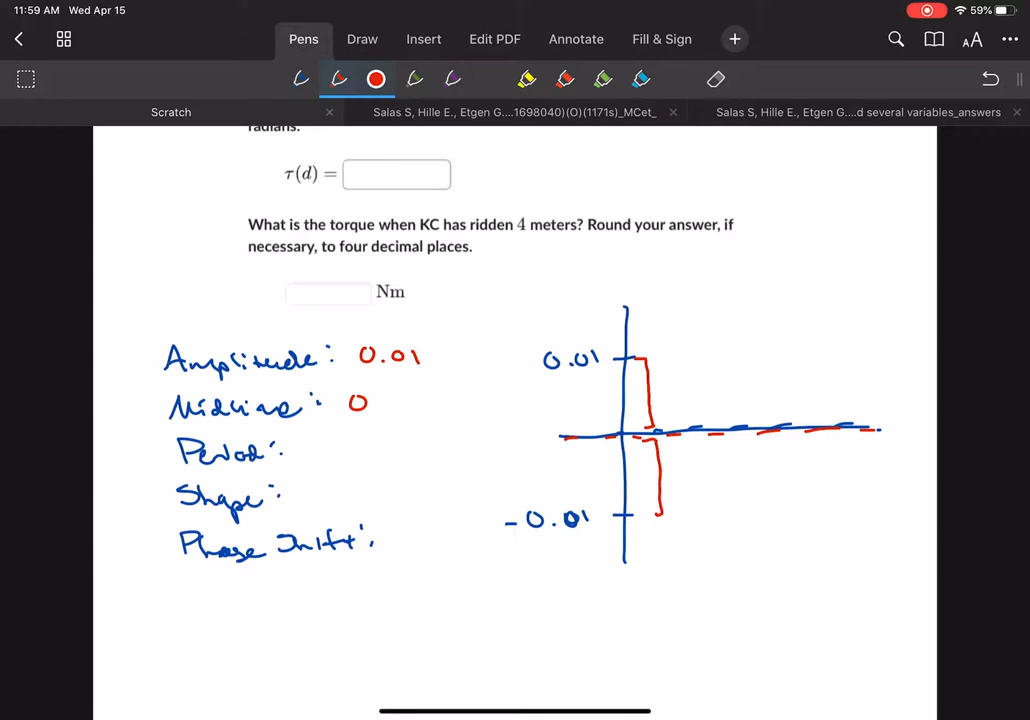 11:59 AM Wed Apr 15
59%
Pens Draw Insert Edit PDF Annotate Fill & Sign
AA
Scratch
Salas S, Hille E., Etgen G....1698040)(O)(1171s)_MCet_
Salas S, Hille E., Etgen G....d several variables_answers
radians.
τ(d) =
What is the torque when KC has ridden 4 meters? Round your answer, if
necessary, to four decimal places.
Nm
Amplitude: 0.01
Midline: 0
Period:
Shape:
Phase Shift:
0.01
-0.01